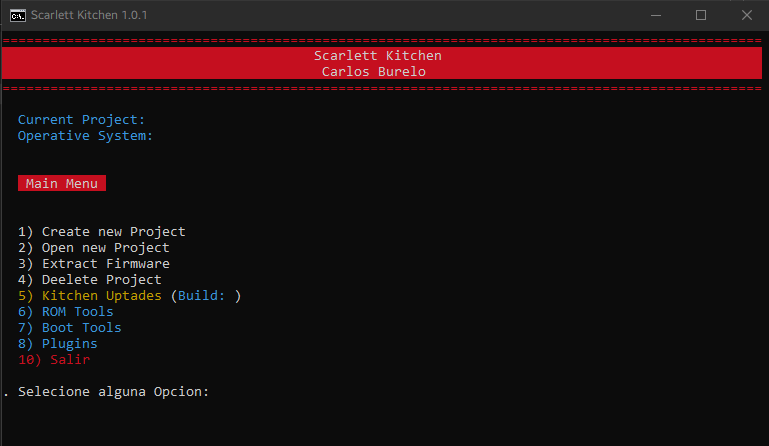 Scarlett Kitchen 1.0.1
===============================================================================================
Scarlett Kitchen
Carlos Burelo
===============================================================================================
Current Project:
Operative System:
Main Menu
1) Create new Project
2) Open new Project
3) Extract Firmware
4) Deelete Project
5) Kitchen Uptades (Build: )
6) ROM Tools
7) Boot Tools
8) Plugins
10) Salir
. Selecione alguna Opcion: